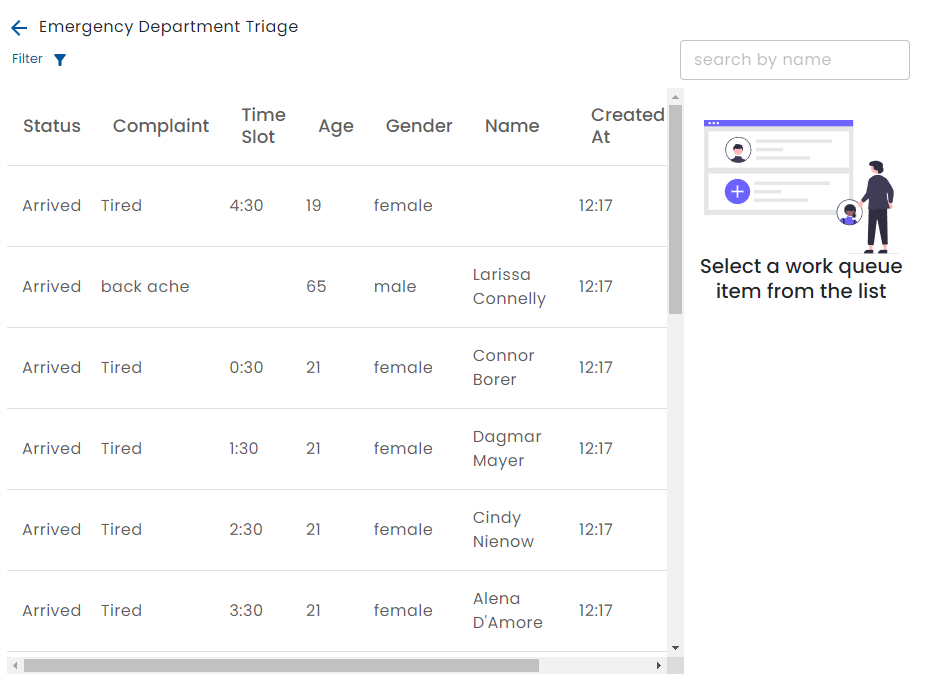 Emergency Department Triage
Filter
search by name
Status Complaint Time Slot Age Gender Name Created At
Arrived Tired 4:30 19 female 12:17
Arrived back ache 65 male Larissa Connelly 12:17
Arrived Tired 0:30 21 female Connor Borer 12:17
Arrived Tired 1:30 21 female Dagmar Mayer 12:17
Arrived Tired 2:30 21 female Cindy Nienow 12:17
Arrived Tired 3:30 21 female Alena D'Amore 12:17
Select a work queue
item from the list